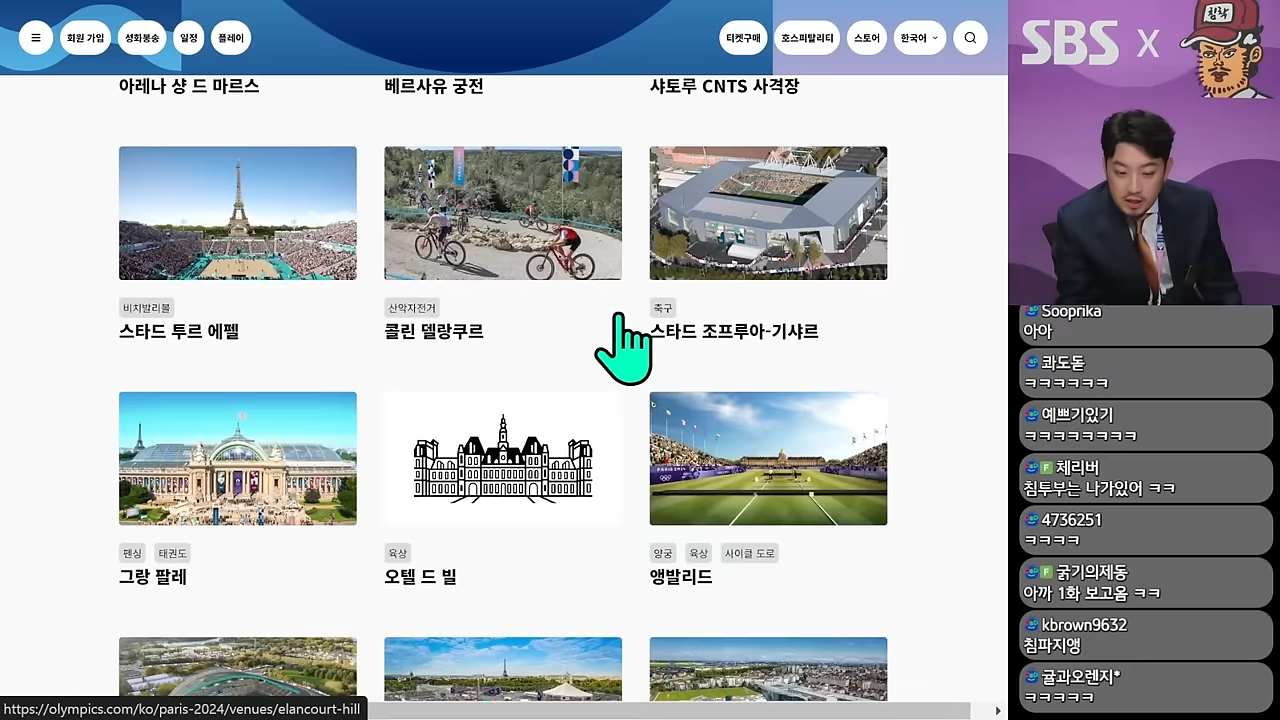 회원 가입
성화봉송
일정
플레이
티켓구매
호스피탈리티
스토어
한국어
아레나 샹 드 마르스
베르사유 궁전
샤토루 CNTS 사격장
비치발리볼
산악자전거
축구
스타드 투르 에펠
콜린 델랑쿠르
스타드 조프루아-기샤르
펜싱
태권도
육상
양궁
육상
사이클 도로
그랑 팔레
오텔 드 빌
앵발리드
https://olympics.com/ko/paris-2024/venues/elancourt-hill
SBS X
침락
Sooprika
아아
콰도돋
ㅋㅋㅋㅋㅋㅋ
예쁘기있기
ㅋㅋㅋㅋㅋㅋㅋㅋ
F 체리버
침투부는 나가있어 ㅋㅋ
4736251
ㅋㅋㅋㅋ
F 굵기의제동
아까 1화 보고옴 ㅋㅋ
kbrown9632
침파지앵
귤과오렌지*
ㅋㅋㅋㅋㅋ